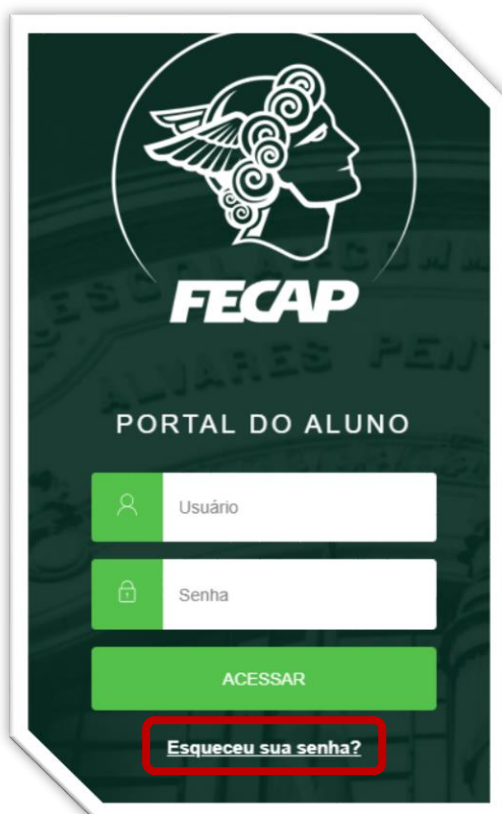 FECAP
PORTAL DO ALUNO
Usuário
Senha
ACESSAR
Esqueceu sua senha?